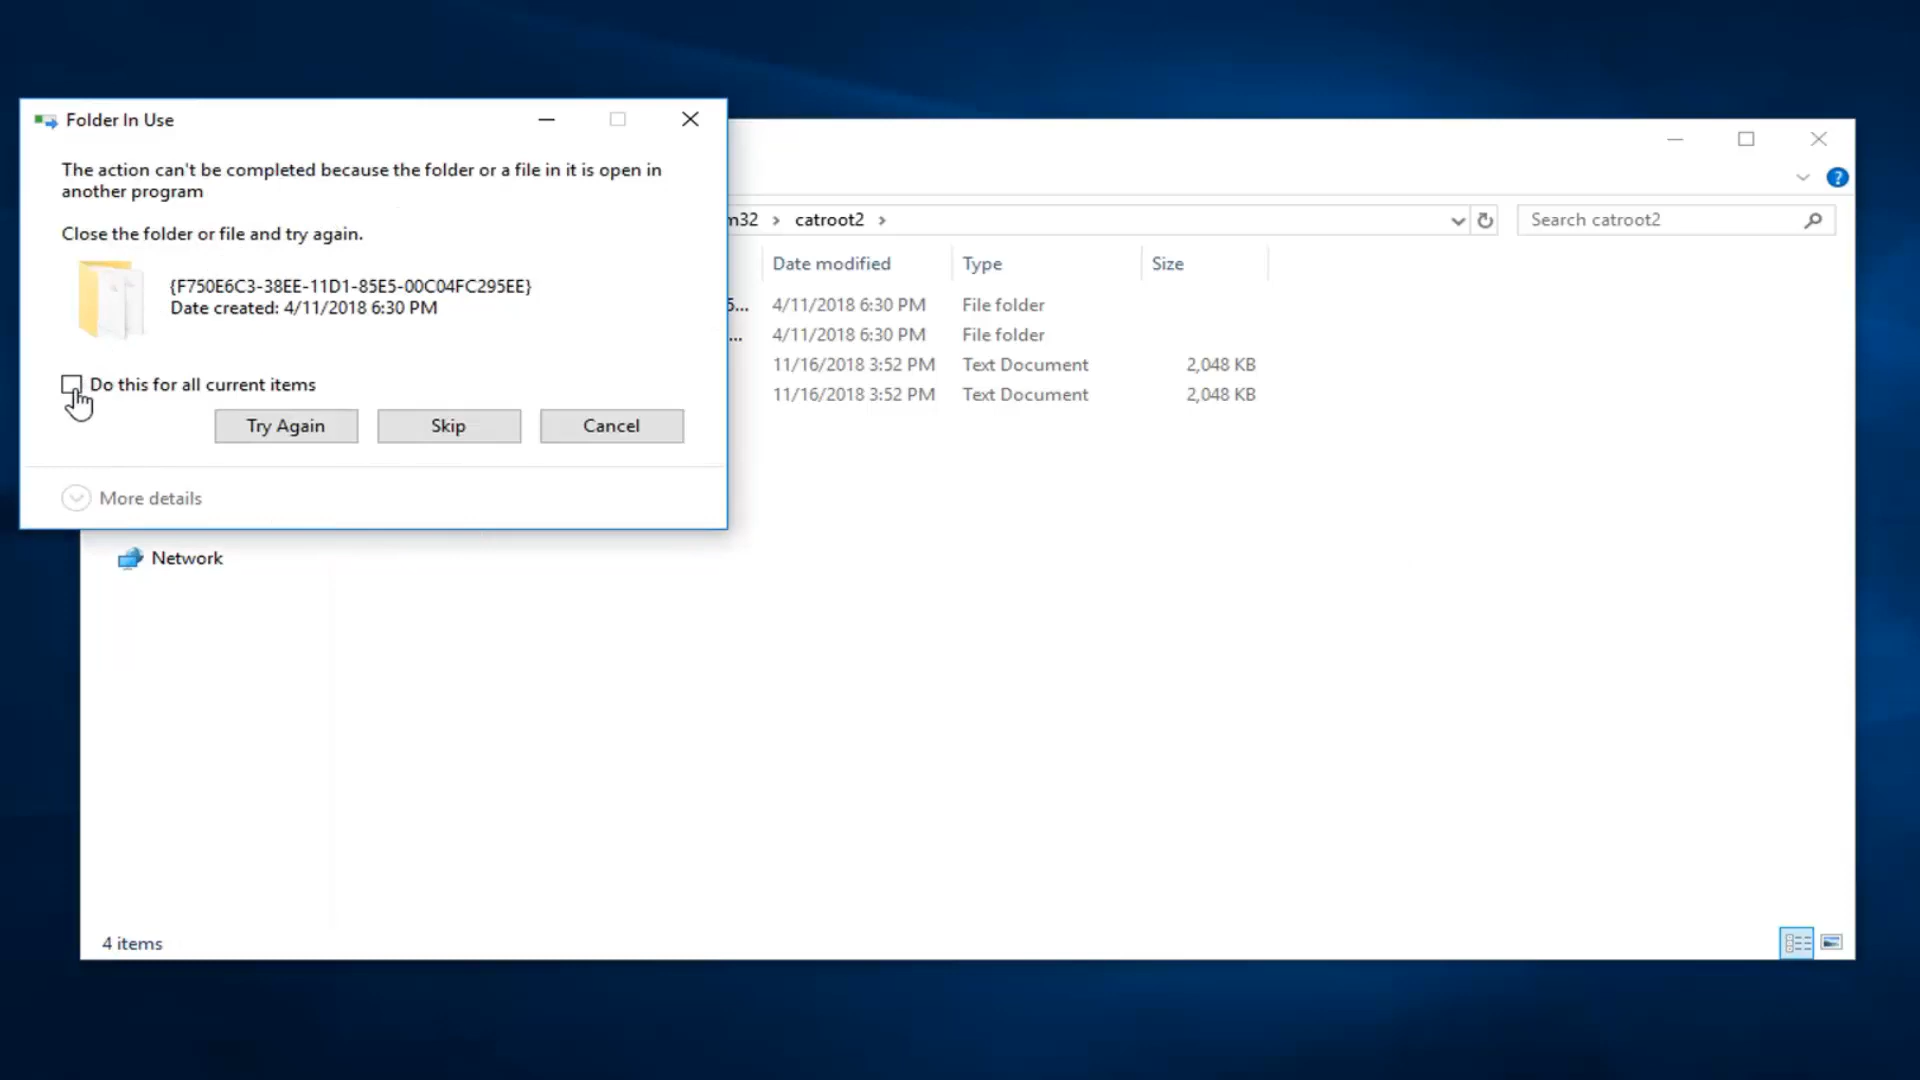 Folder In Use
The action can't be completed because the folder or a file in it is open in
another program
Close the folder or file and try again.
{F750E6C3-38EE-11D1-85E5-00C04FC295EE}
Date created: 4/11/2018 6:30 PM
Do this for all current items
Try Again Skip Cancel
More details
m32 > catroot2 >
Search catroot2
Date modified Type Size
5... 4/11/2018 6:30 PM File folder
... 4/11/2018 6:30 PM File folder
11/16/2018 3:52 PM Text Document 2,048 KB
11/16/2018 3:52 PM Text Document 2,048 KB
Network
4 items